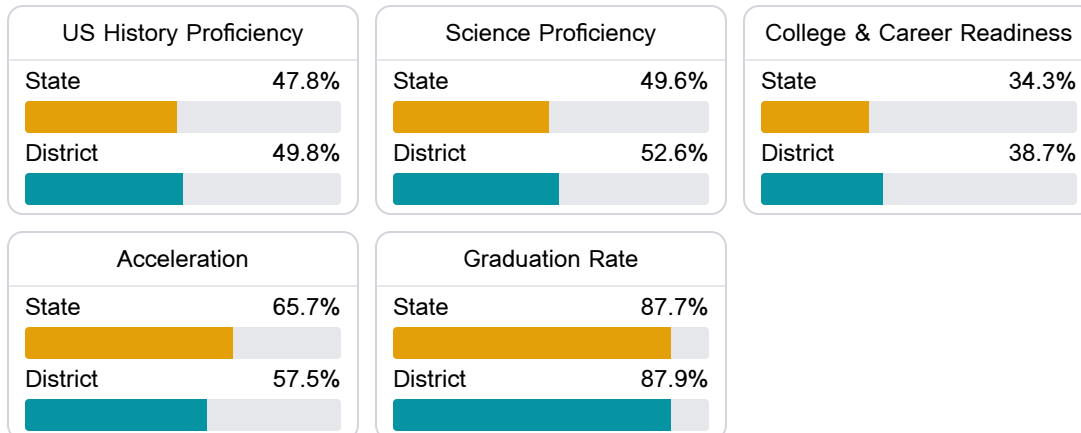 US History Proficiency
State 47.8%
District 49.8%
Science Proficiency
State 49.6%
District 52.6%
College & Career Readiness
State 34.3%
District 38.7%
Acceleration
State 65.7%
District 57.5%
Graduation Rate
State 87.7%
District 87.9%